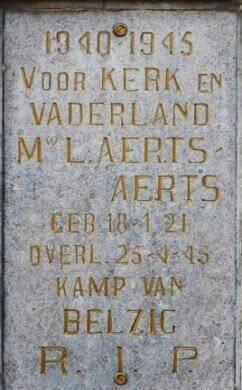 1940-1945
VOOR KERK EN
VADERLAND
Mw L. AERTS-
AERTS
GEB 18-1 21
OVERL. 25-4-45
KAMP VAN
BELZIG
R. I. P.